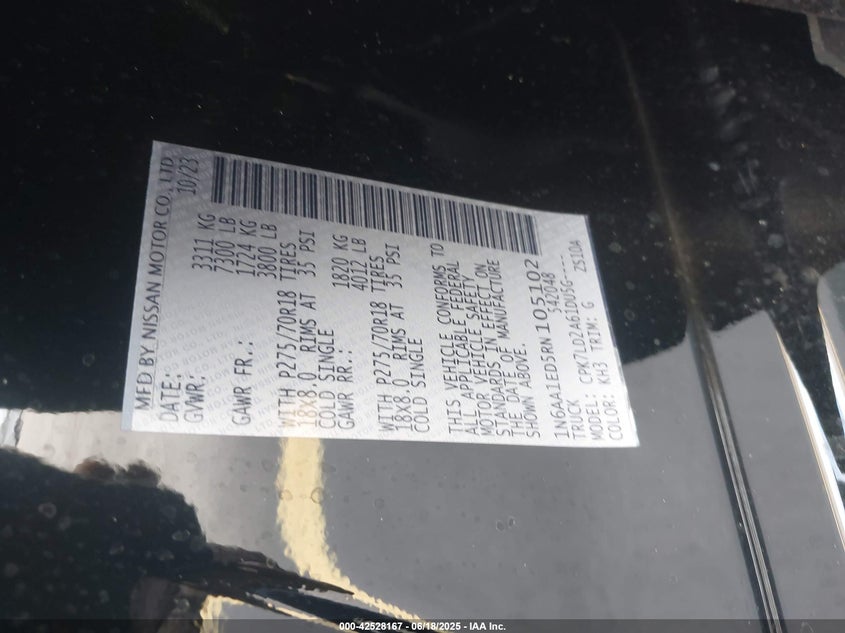 MFD BY NISSAN MOTOR CO., LTD
DATE: 10/23
GVWR: 3311 KG
7300 LB
GAWR FR.: 1724 KG
3800 LB
WITH P275/70R18 TIRES
18X8.0 RIMS AT 35 PSI
COLD SINGLE
GAWR RR.: 1820 KG
4012 LB
WITH P275/70R18 TIRES
18X8.0 RIMS AT 35 PSI
COLD SINGLE
THIS VEHICLE CONFORMS TO
ALL APPLICABLE FEDERAL
MOTOR VEHICLE SAFETY
STANDARDS IN EFFECT ON
THE DATE OF MANUFACTURE
SHOWN ABOVE.
1N6AA1ED5RN105102
TRUCK 542048
MODEL: CPK7LD2AG1DUSG----
COLOR: KH3 TRIM: G ZS10A
000-42528167 - 06/18/2025 - IAA Inc.